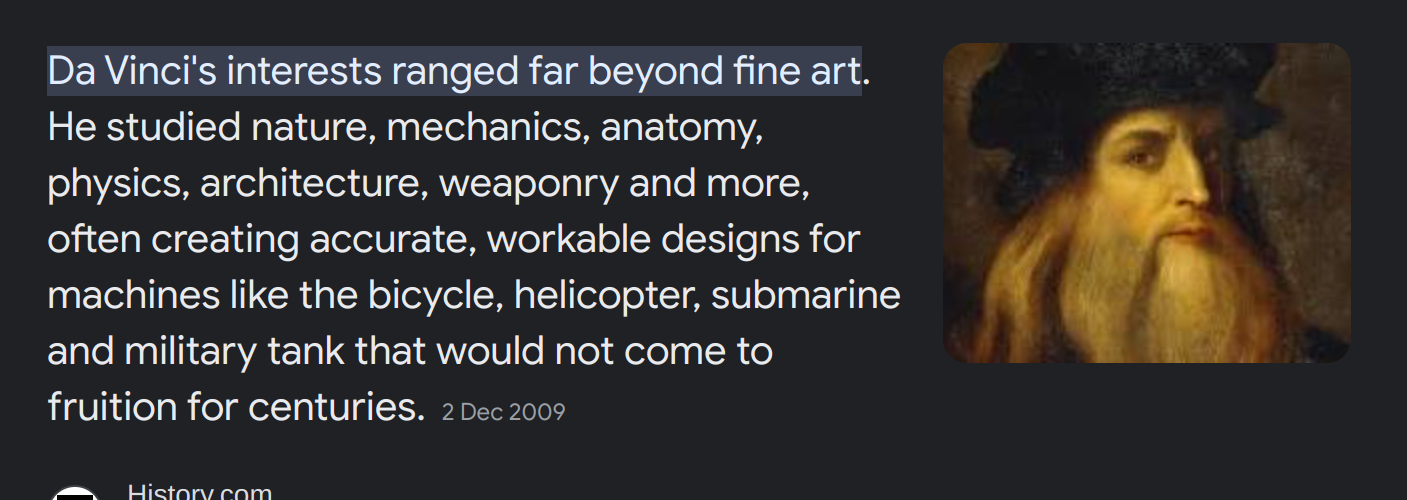 Da Vinci's interests ranged far beyond fine art.
He studied nature, mechanics, anatomy,
physics, architecture, weaponry and more,
often creating accurate, workable designs for
machines like the bicycle, helicopter, submarine
and military tank that would not come to
fruition for centuries. 2 Dec 2009
History.com